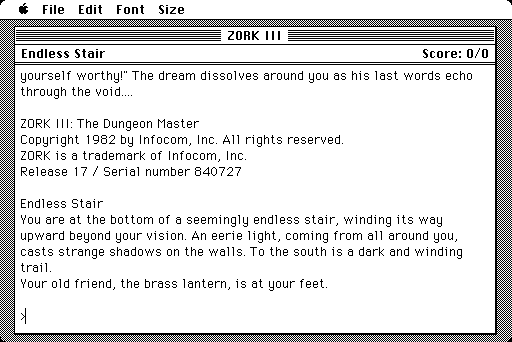 File Edit Font Size
ZORK III
Endless Stair Score: 0/0
yourself worthy!" The dream dissolves around you as his last words echo
through the void....
ZORK III: The Dungeon Master
Copyright 1982 by Infocom, Inc. All rights reserved.
ZORK is a trademark of Infocom, Inc.
Release 17 / Serial number 840727
Endless Stair
You are at the bottom of a seemingly endless stair, winding its way
upward beyond your vision. An eerie light, coming from all around you,
casts strange shadows on the walls. To the south is a dark and winding
trail.
Your old friend, the brass lantern, is at your feet.
>